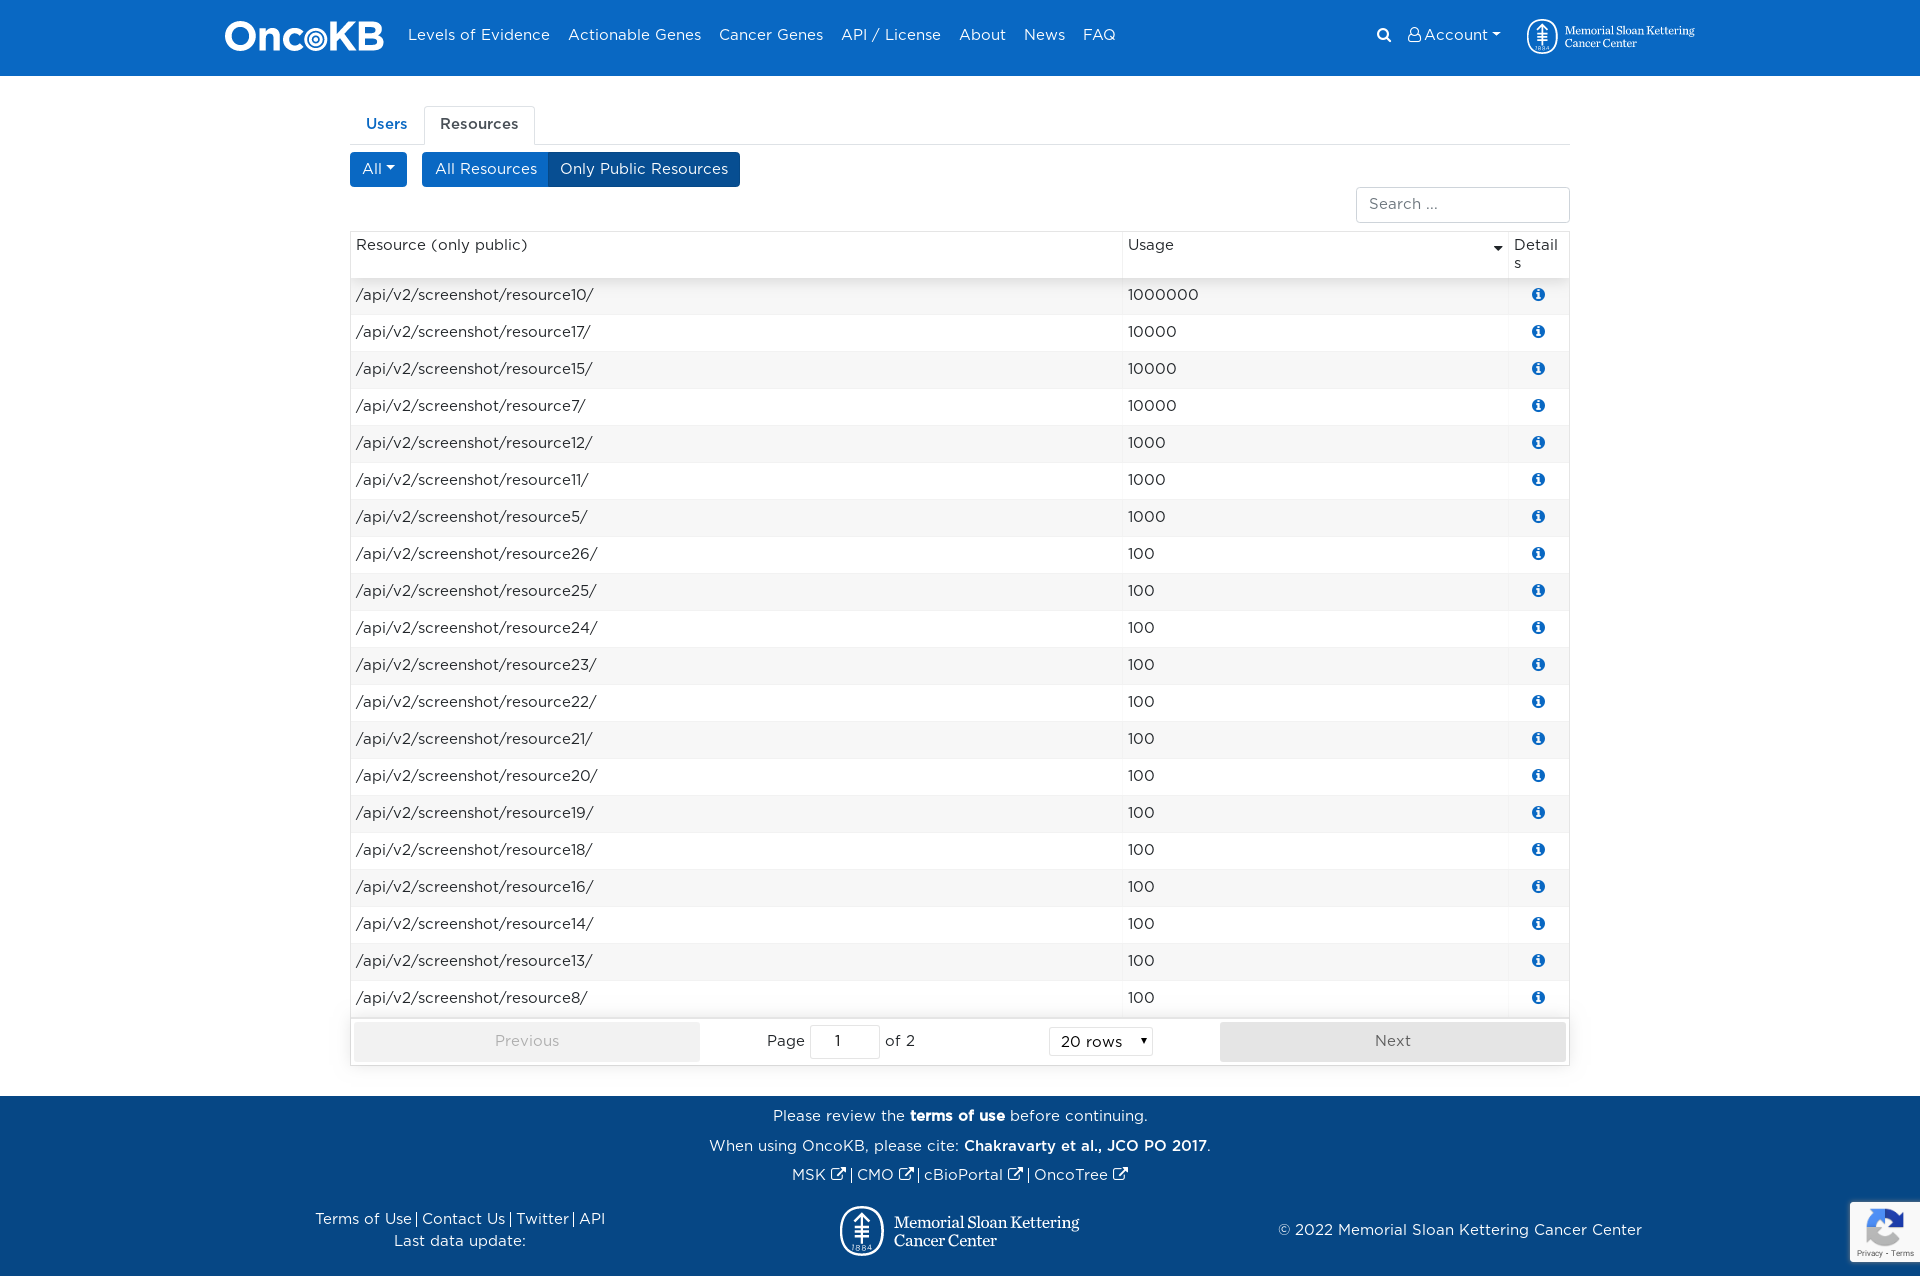 OncoKB Levels of Evidence Actionable Genes Cancer Genes API / License About News FAQ Account Memorial Sloan Kettering
Cancer Center
1884
Users Resources
All All Resources Only Public Resources
Search ...
Resource (only public) Usage Detail
s
/api/v2/screenshot/resource10/ 1000000
/api/v2/screenshot/resource17/ 10000
/api/v2/screenshot/resource15/ 10000
/api/v2/screenshot/resource7/ 10000
/api/v2/screenshot/resource12/ 1000
/api/v2/screenshot/resource11/ 1000
/api/v2/screenshot/resource5/ 1000
/api/v2/screenshot/resource26/ 100
/api/v2/screenshot/resource25/ 100
/api/v2/screenshot/resource24/ 100
/api/v2/screenshot/resource23/ 100
/api/v2/screenshot/resource22/ 100
/api/v2/screenshot/resource21/ 100
/api/v2/screenshot/resource20/ 100
/api/v2/screenshot/resource19/ 100
/api/v2/screenshot/resource18/ 100
/api/v2/screenshot/resource16/ 100
/api/v2/screenshot/resource14/ 100
/api/v2/screenshot/resource13/ 100
/api/v2/screenshot/resource8/ 100
Previous Page 1 of 2 20 rows Next
Please review the terms of use before continuing.
When using OncoKB, please cite: Chakravarty et al., JCO PO 2017.
MSK | CMO | cBioPortal | OncoTree
Terms of Use | Contact Us | Twitter | API
Last data update:
Memorial Sloan Kettering
Cancer Center
1884
© 2022 Memorial Sloan Kettering Cancer Center
Privacy - Terms